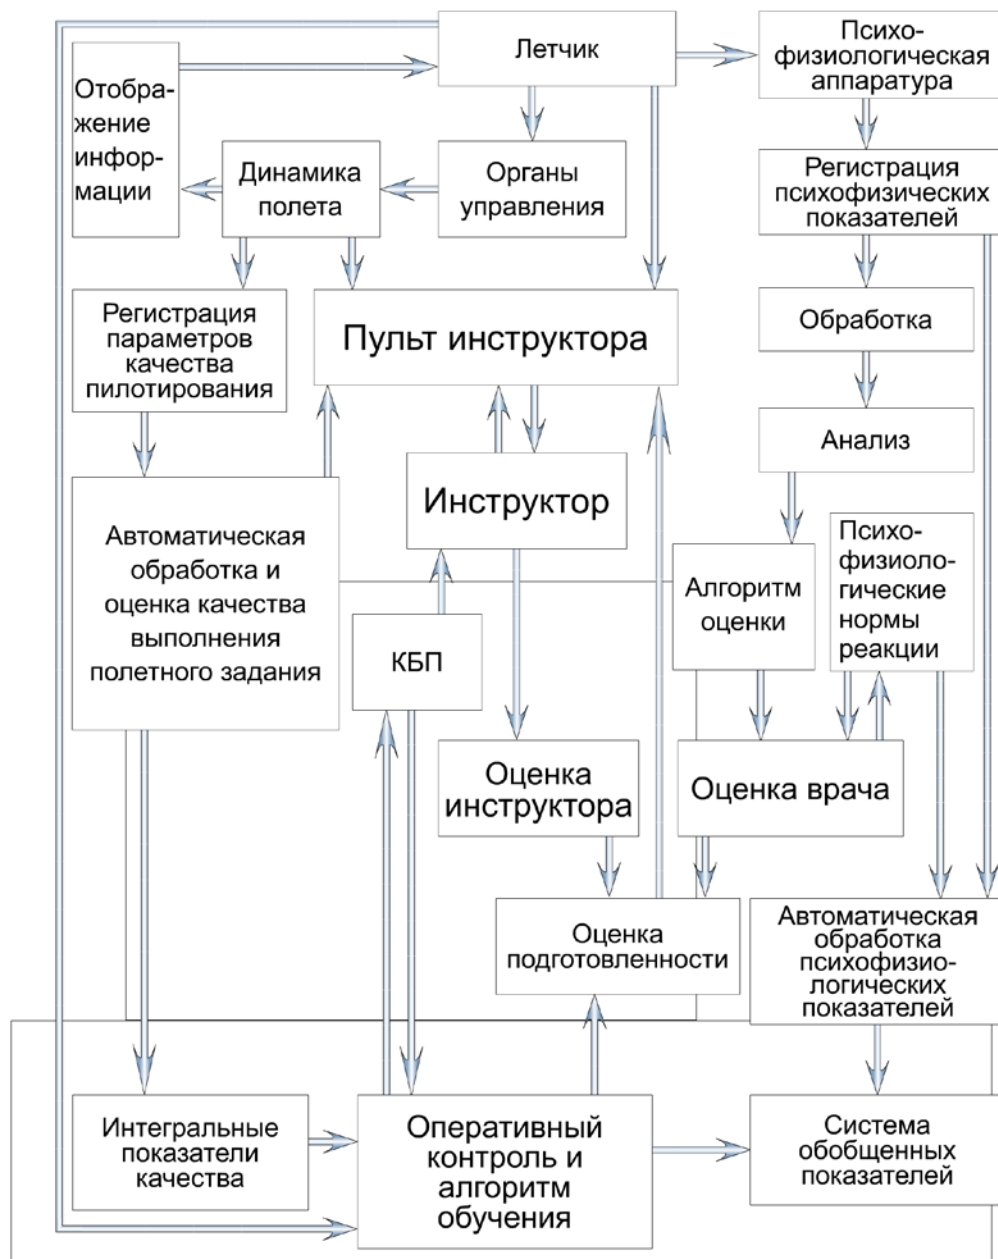 Летчик
Психо-
физиологическая
аппаратура
Отобра-
жение
инфор-
мации
Динамика
полета
Органы
управления
Регистрация
психофизических
показателей
Регистрация
параметров
качества
пилотирования
Пульт инструктора
Обработка
Анализ
Инструктор
Автоматическая
обработка и
оценка качества
выполнения
полетного задания
Психо-
физиоло-
гические
нормы
реакции
Алгоритм
оценки
КБП
Оценка
инструктора
Оценка врача
Оценка
подготовленности
Автоматическая
обработка
психофизио-
логических
показателей
Интегральные
показатели
качества
Оперативный
контроль и
алгоритм
обучения
Система
обобщенных
показателей